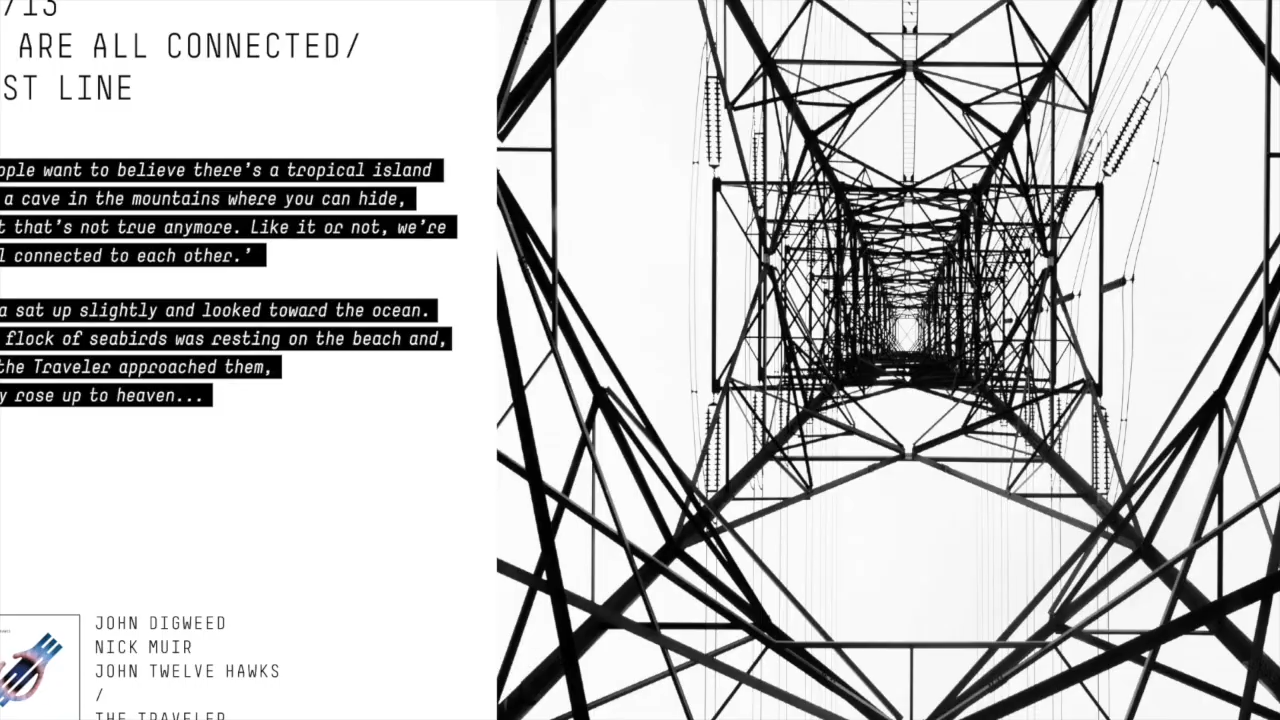 /13
ARE ALL CONNECTED/
ST LINE
ople want to believe there's a tropical island
a cave in the mountains where you can hide,
t that's not true anymore. Like it or not, we're
l connected to each other.'
a sat up slightly and looked toward the ocean.
flock of seabirds was resting on the beach and,
the Traveler approached them,
y rose up to heaven...
JOHN DIGWEED
NICK MUIR
JOHN TWELVE HAWKS
/
THE TRAVELER